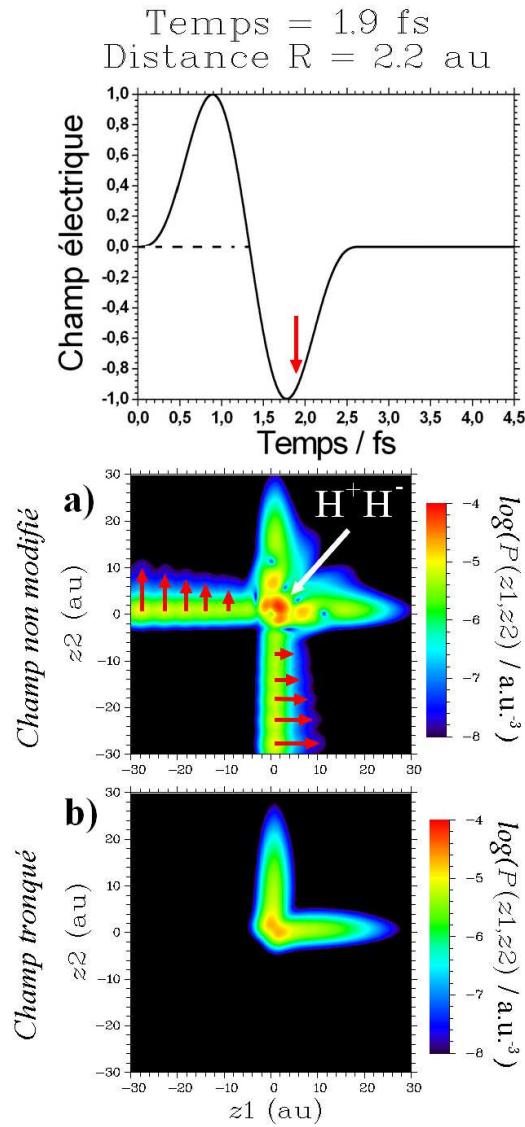 Temps = 1.9 fs
Distance R = 2.2 au
Champ électrique
1,0
0,8
0,6
0,4
0,2
0,0
-0,2
-0,4
-0,6
-0,8
-1,0
0,0 0,5 1,0 1,5 2,0 2,5 3,0 3,5 4,0 4,5
Temps / fs
Champ non modifié
a)
H⁺H⁻
z2 (au)
30
20
10
0
−10
−20
−30
−30 −20 −10 0 10 20 30
-4
-5
-6
-7
-8
log(P(z1,z2) / a.u.⁻³
Champ tronqué
b)
z2 (au)
30
20
10
0
−10
−20
−30
−30 −20 −10 0 10 20 30
z1 (au)
-4
-5
-6
-7
-8
log(P(z1,z2) / a.u.⁻³